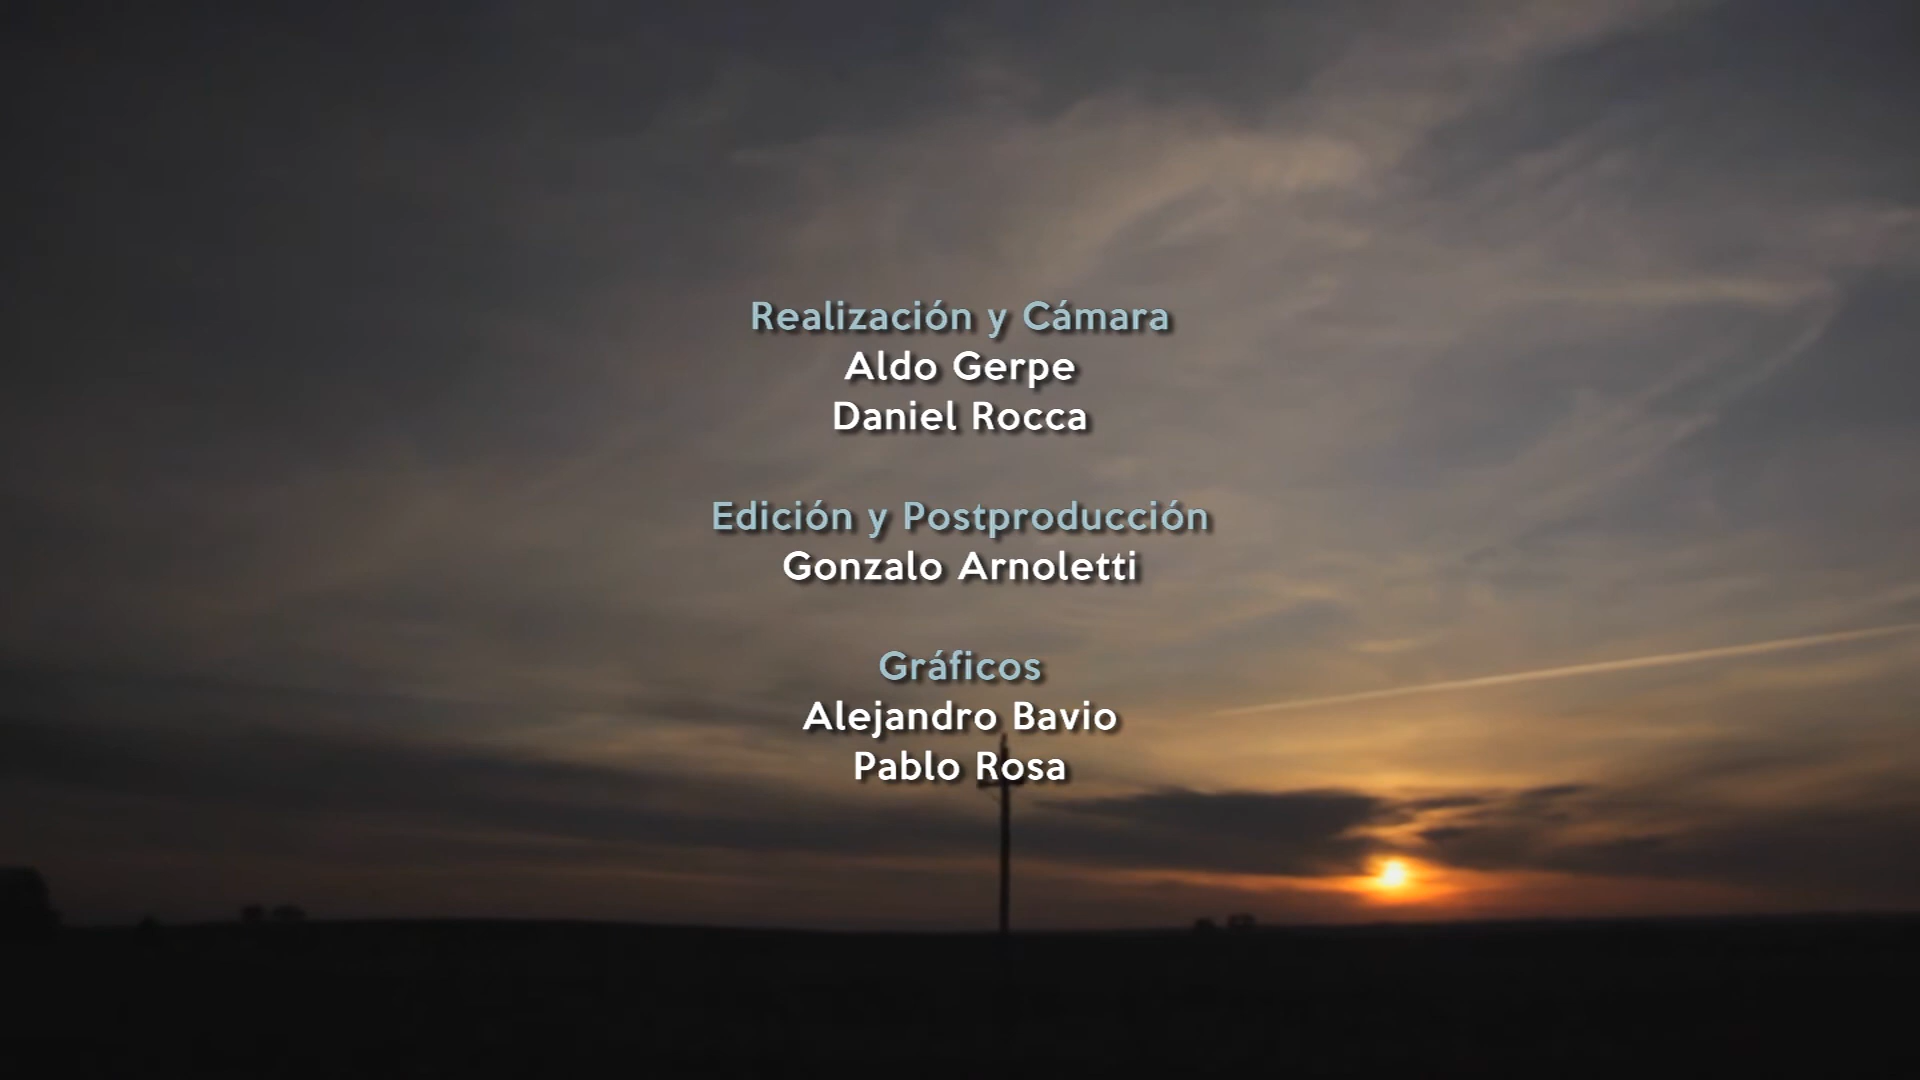 Realización y Cámara
Aldo Gerpe
Daniel Rocca
Edición y Postproducción
Gonzalo Arnoletti
Gráficos
Alejandro Bavio
Pablo Rosa